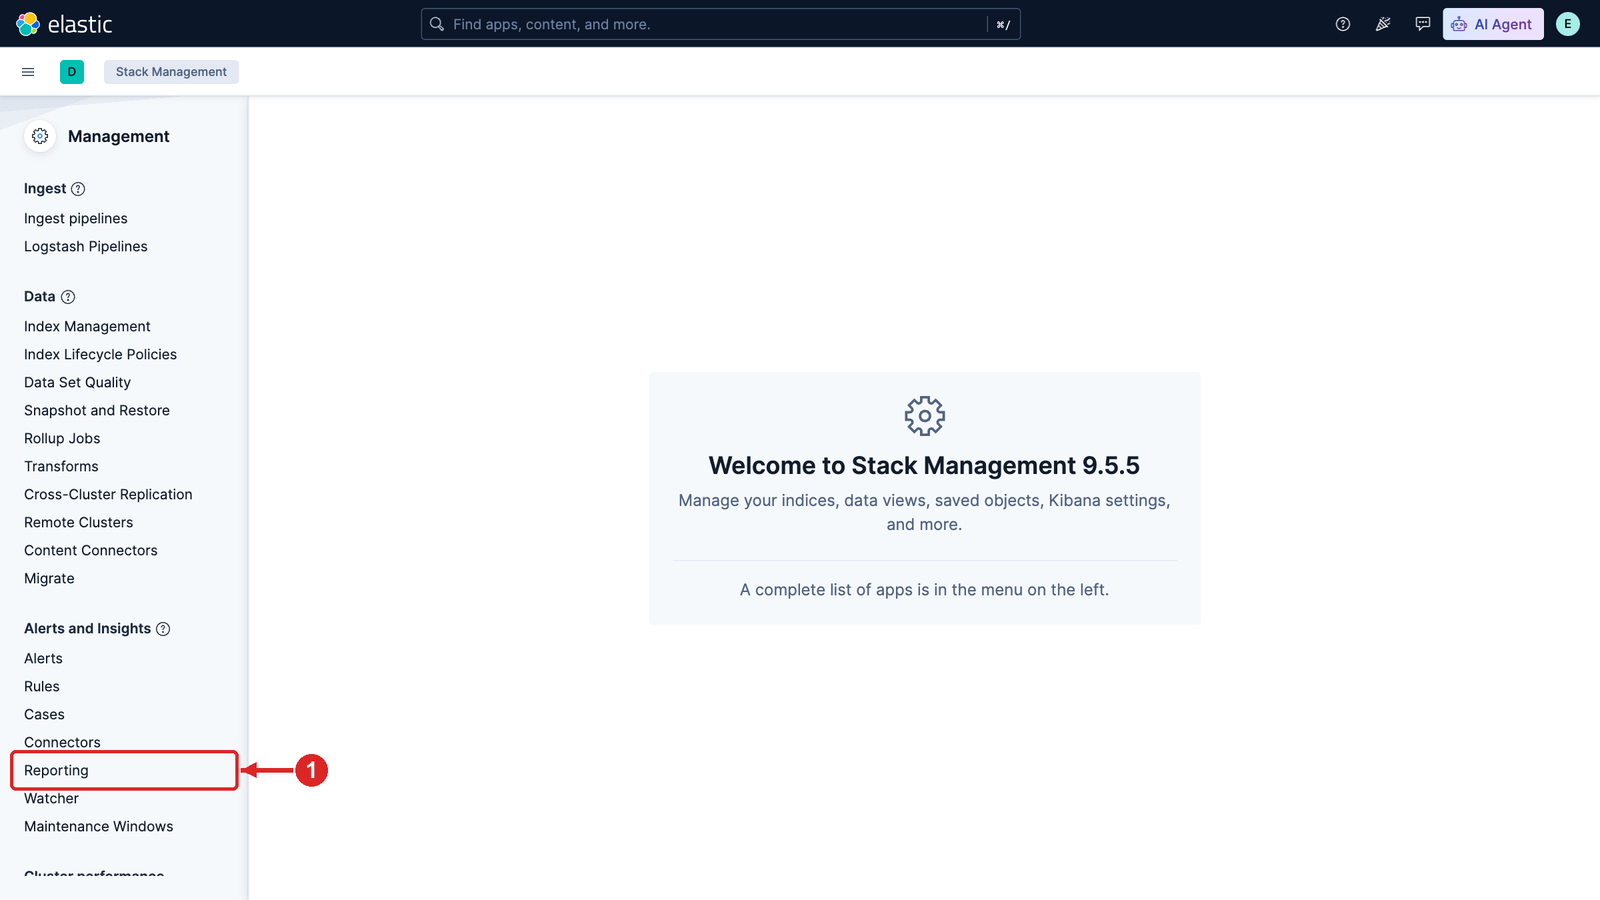 elastic
Find apps, content, and more.
⌘/
AI Agent
E
D
Stack Management
Management
Ingest
Ingest pipelines
Logstash Pipelines
Data
Index Management
Index Lifecycle Policies
Data Set Quality
Snapshot and Restore
Rollup Jobs
Transforms
Cross-Cluster Replication
Remote Clusters
Content Connectors
Migrate
Alerts and Insights
Alerts
Rules
Cases
Connectors
Reporting
1
Watcher
Maintenance Windows
Cluster performance
Welcome to Stack Management 9.5.5
Manage your indices, data views, saved objects, Kibana settings,
and more.
A complete list of apps is in the menu on the left.